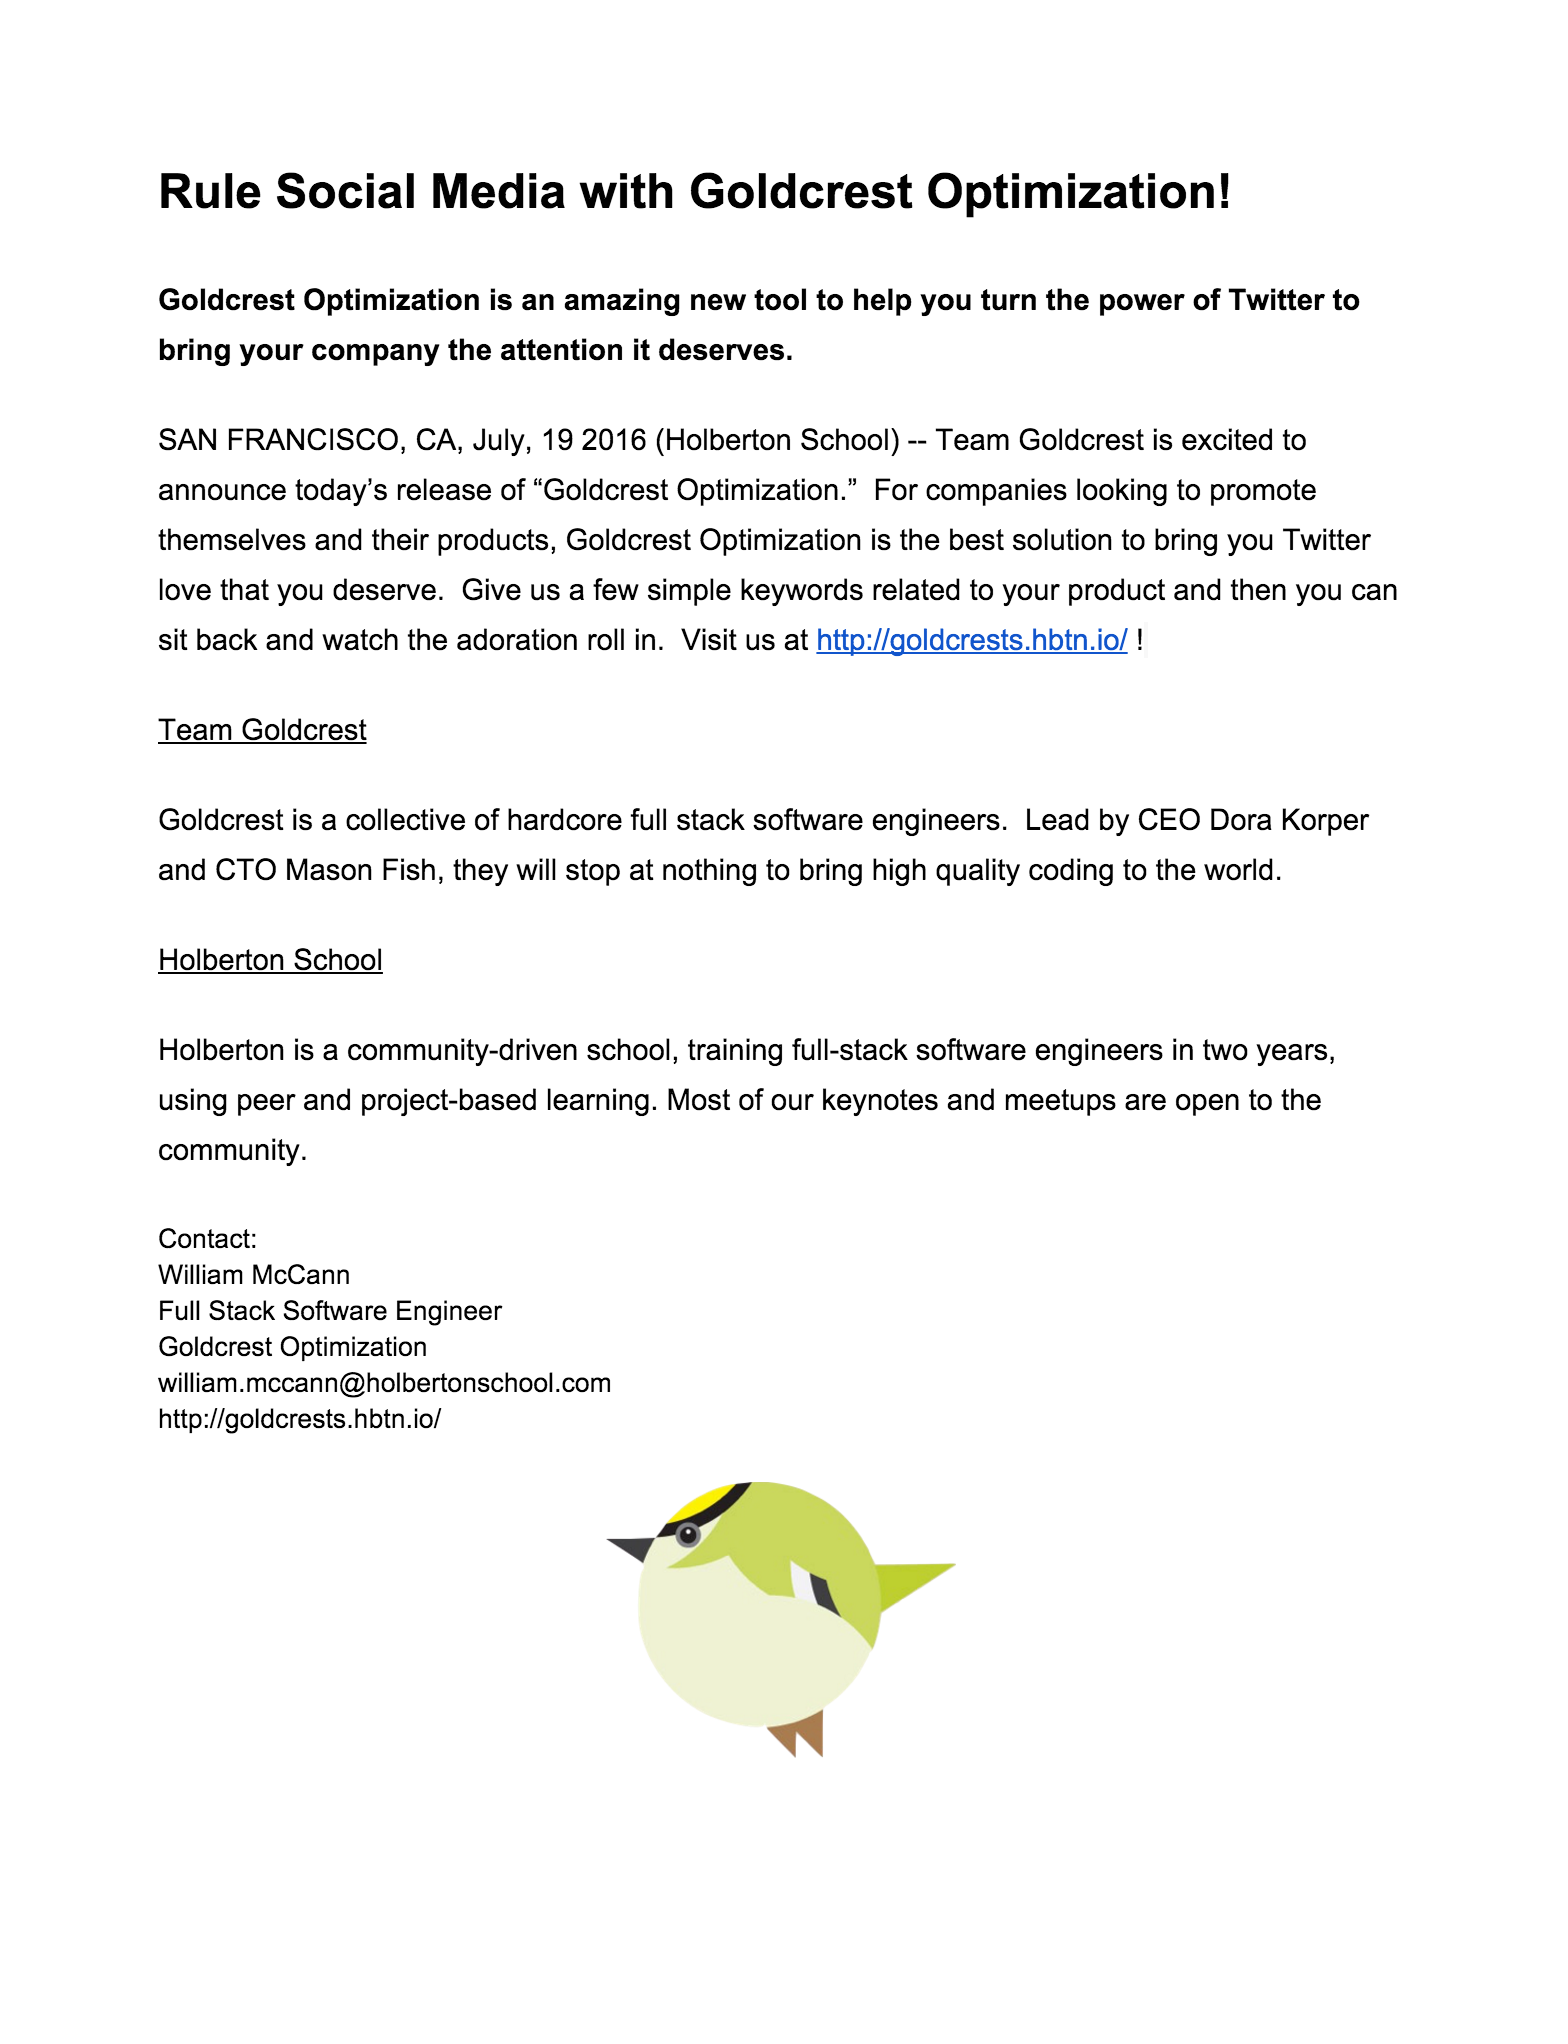 Rule Social Media with Goldcrest Optimization!
Goldcrest Optimization is an amazing new tool to help you turn the power of Twitter to
bring your company the attention it deserves.
SAN FRANCISCO, CA, July, 19 2016 (Holberton School) -- Team Goldcrest is excited to
announce today’s release of “Goldcrest Optimization.”  For companies looking to promote
themselves and their products, Goldcrest Optimization is the best solution to bring you Twitter
love that you deserve.  Give us a few simple keywords related to your product and then you can
sit back and watch the adoration roll in.  Visit us at http://goldcrests.hbtn.io/ !
Team Goldcrest
Goldcrest is a collective of hardcore full stack software engineers.  Lead by CEO Dora Korper
and CTO Mason Fish, they will stop at nothing to bring high quality coding to the world.
Holberton School
Holberton is a community-driven school, training full-stack software engineers in two years,
using peer and project-based learning. Most of our keynotes and meetups are open to the
community.
Contact:
William McCann
Full Stack Software Engineer
Goldcrest Optimization
william.mccann@holbertonschool.com
http://goldcrests.hbtn.io/